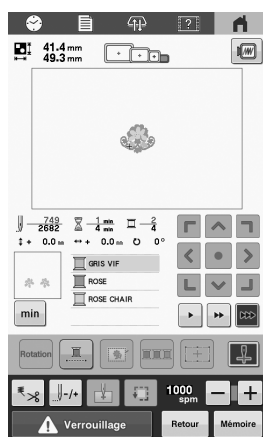 41.4 mm
49.3 mm
749 1 min 2
2682 4 min 4
+ 0.0 mm + 0.0 mm 0°
GRIS VIF
ROSE
ROSE CHAIR
min
Rotation
-/+
1000 spm
- +
Verrouillage
Retour
Mémoire